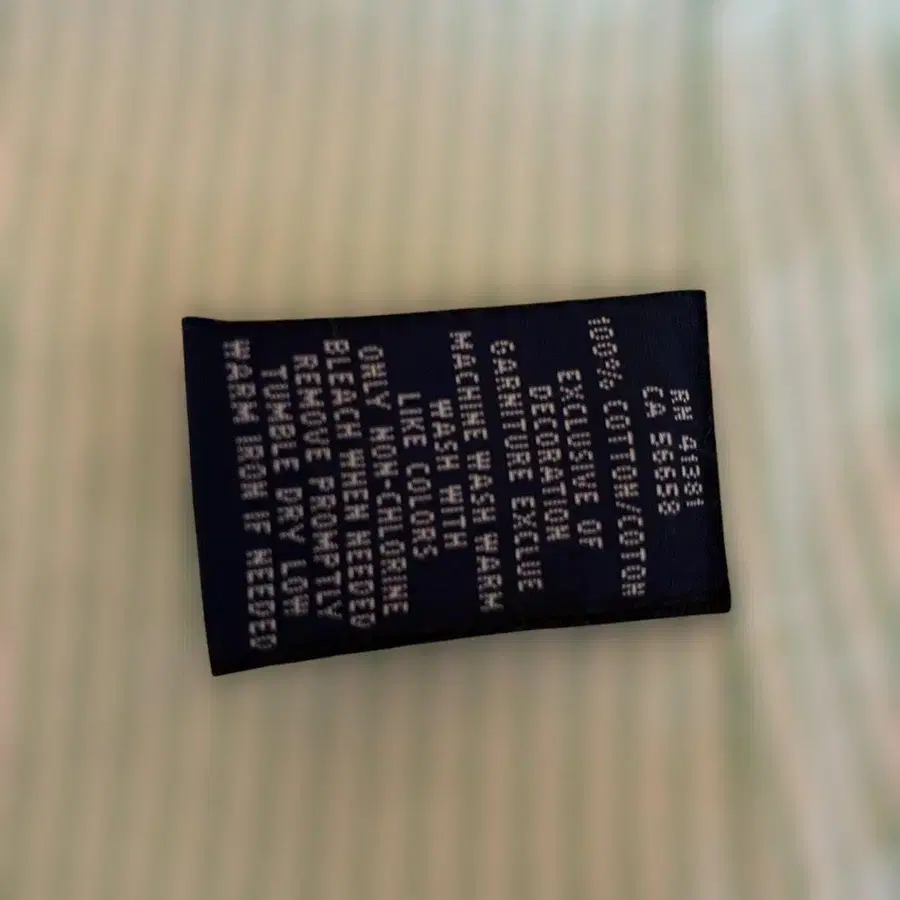 RN 41381
CA 56658
100% COTTON/COTON
EXCLUSIVE OF
DECORATION
GARNITURE EXCLUE
MACHINE WASH WARM
WASH WITH
LIKE COLORS
ONLY NON-CHLORINE
BLEACH WHEN NEEDED
REMOVE PROMPTLY
TUMBLE DRY LOW
WARM IRON IF NEEDED